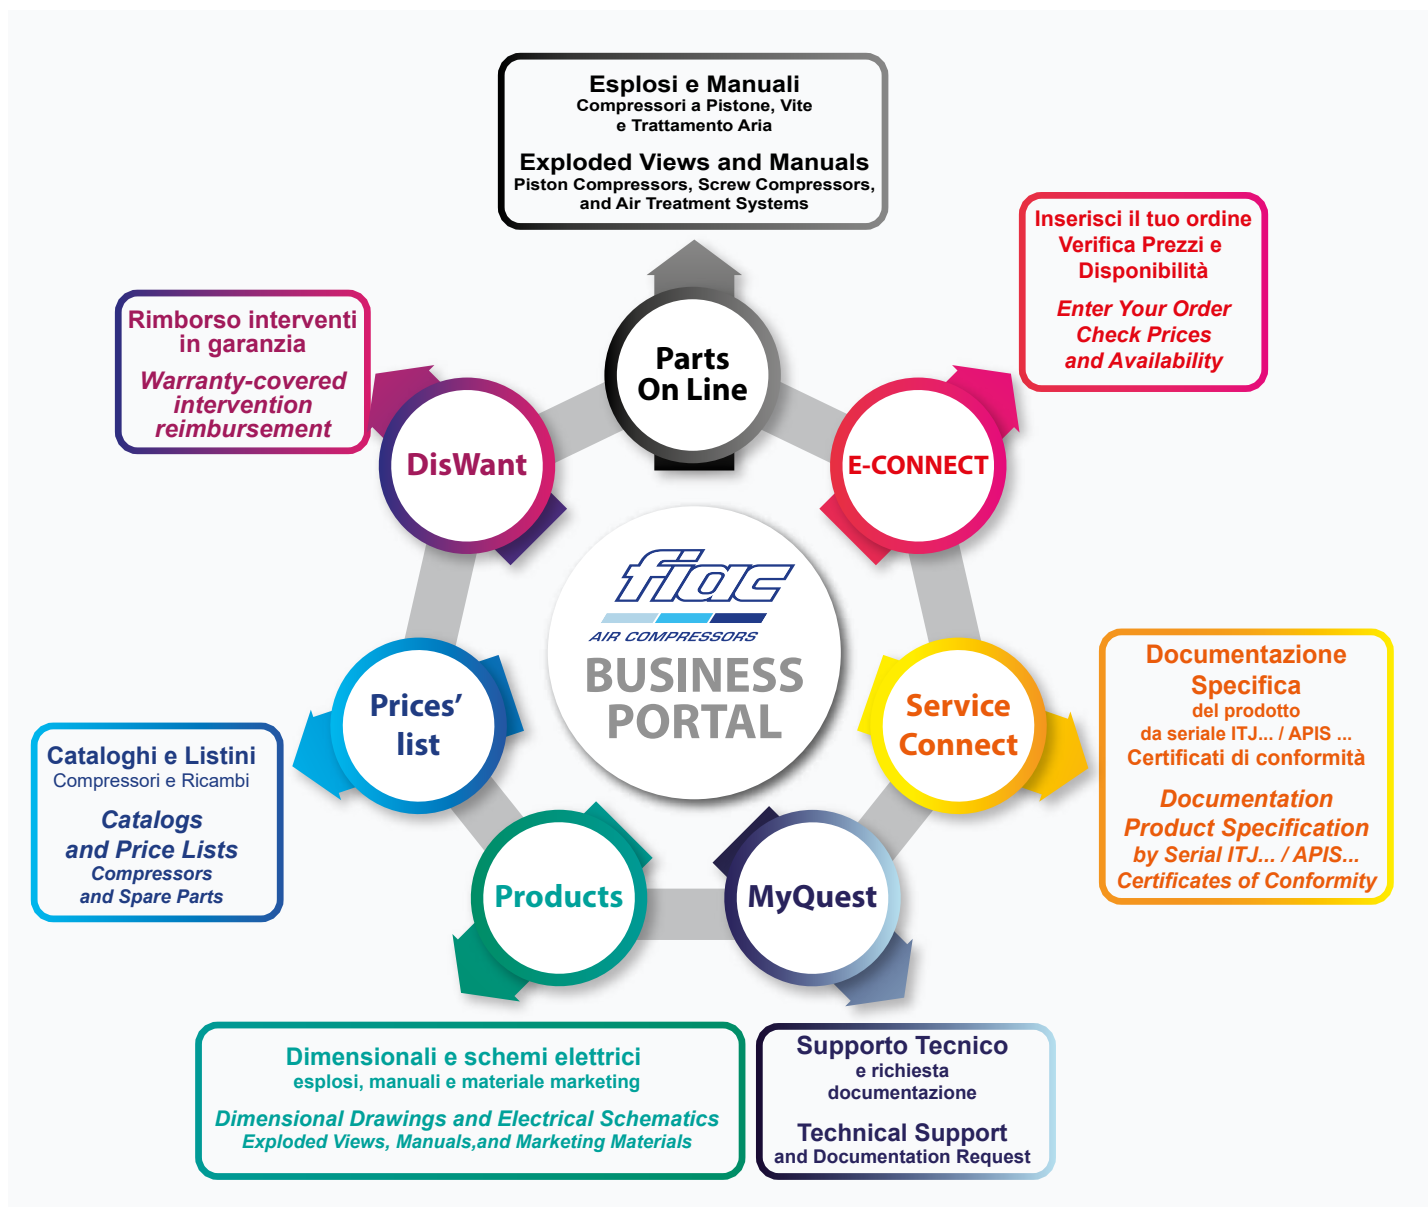 Esplosi e Manuali
Compressori a Pistone, Vite
e Trattamento Aria
Exploded Views and Manuals
Piston Compressors, Screw Compressors,
and Air Treatment Systems
Inserisci il tuo ordine
Verifica Prezzi e
Disponibilità
Enter Your Order
Check Prices
and Availability
Rimborso interventi
in garanzia
Warranty-covered
intervention
reimbursement
Parts
On Line
DisWant
E-CONNECT
fiac
AIR COMPRESSORS
BUSINESS
PORTAL
Prices’
list
Service
Connect
Documentazione
Specifica
del prodotto
da seriale ITJ... / APIS ...
Certificati di conformità
Documentation
Product Specification
by Serial ITJ... / APIS...
Certificates of Conformity
Cataloghi e Listini
Compressori e Ricambi
Catalogs
and Price Lists
Compressors
and Spare Parts
Products
MyQuest
Dimensionali e schemi elettrici
esplosi, manuali e materiale marketing
Dimensional Drawings and Electrical Schematics
Exploded Views, Manuals,and Marketing Materials
Supporto Tecnico
e richiesta
documentazione
Technical Support
and Documentation Request